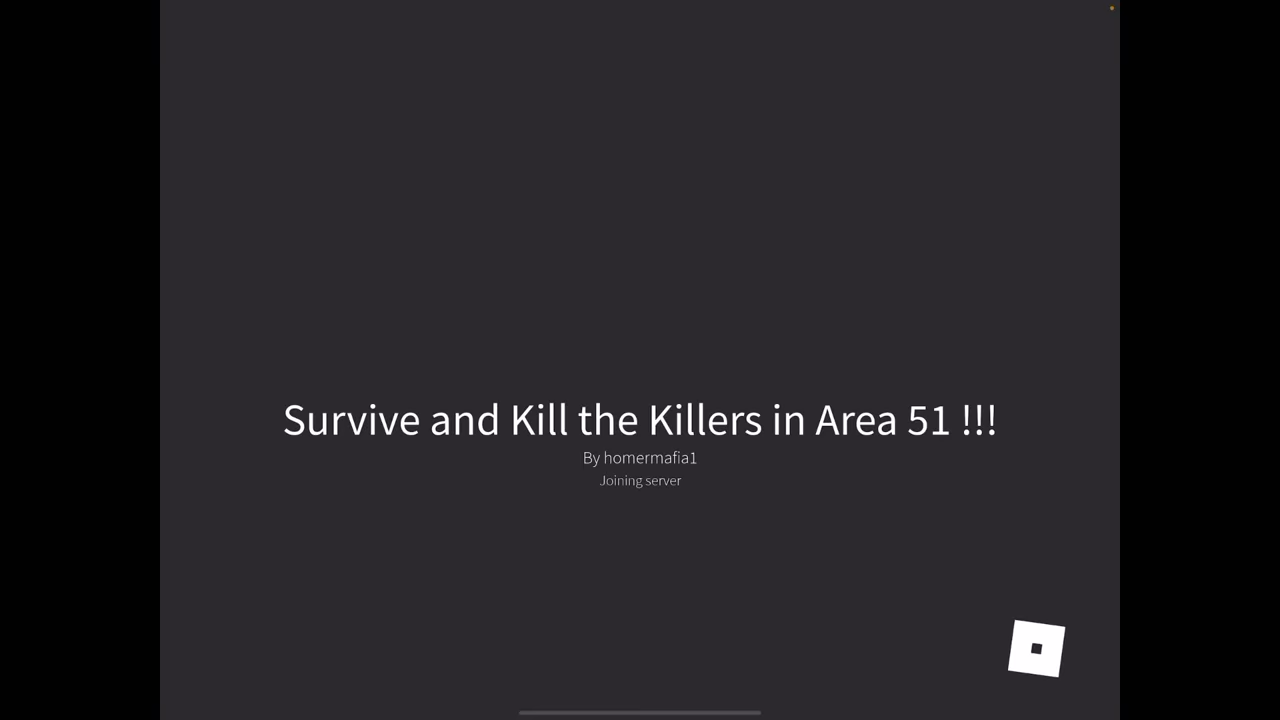 Survive and Kill the Killers in Area 51 !!!
By homermafia1
Joining server